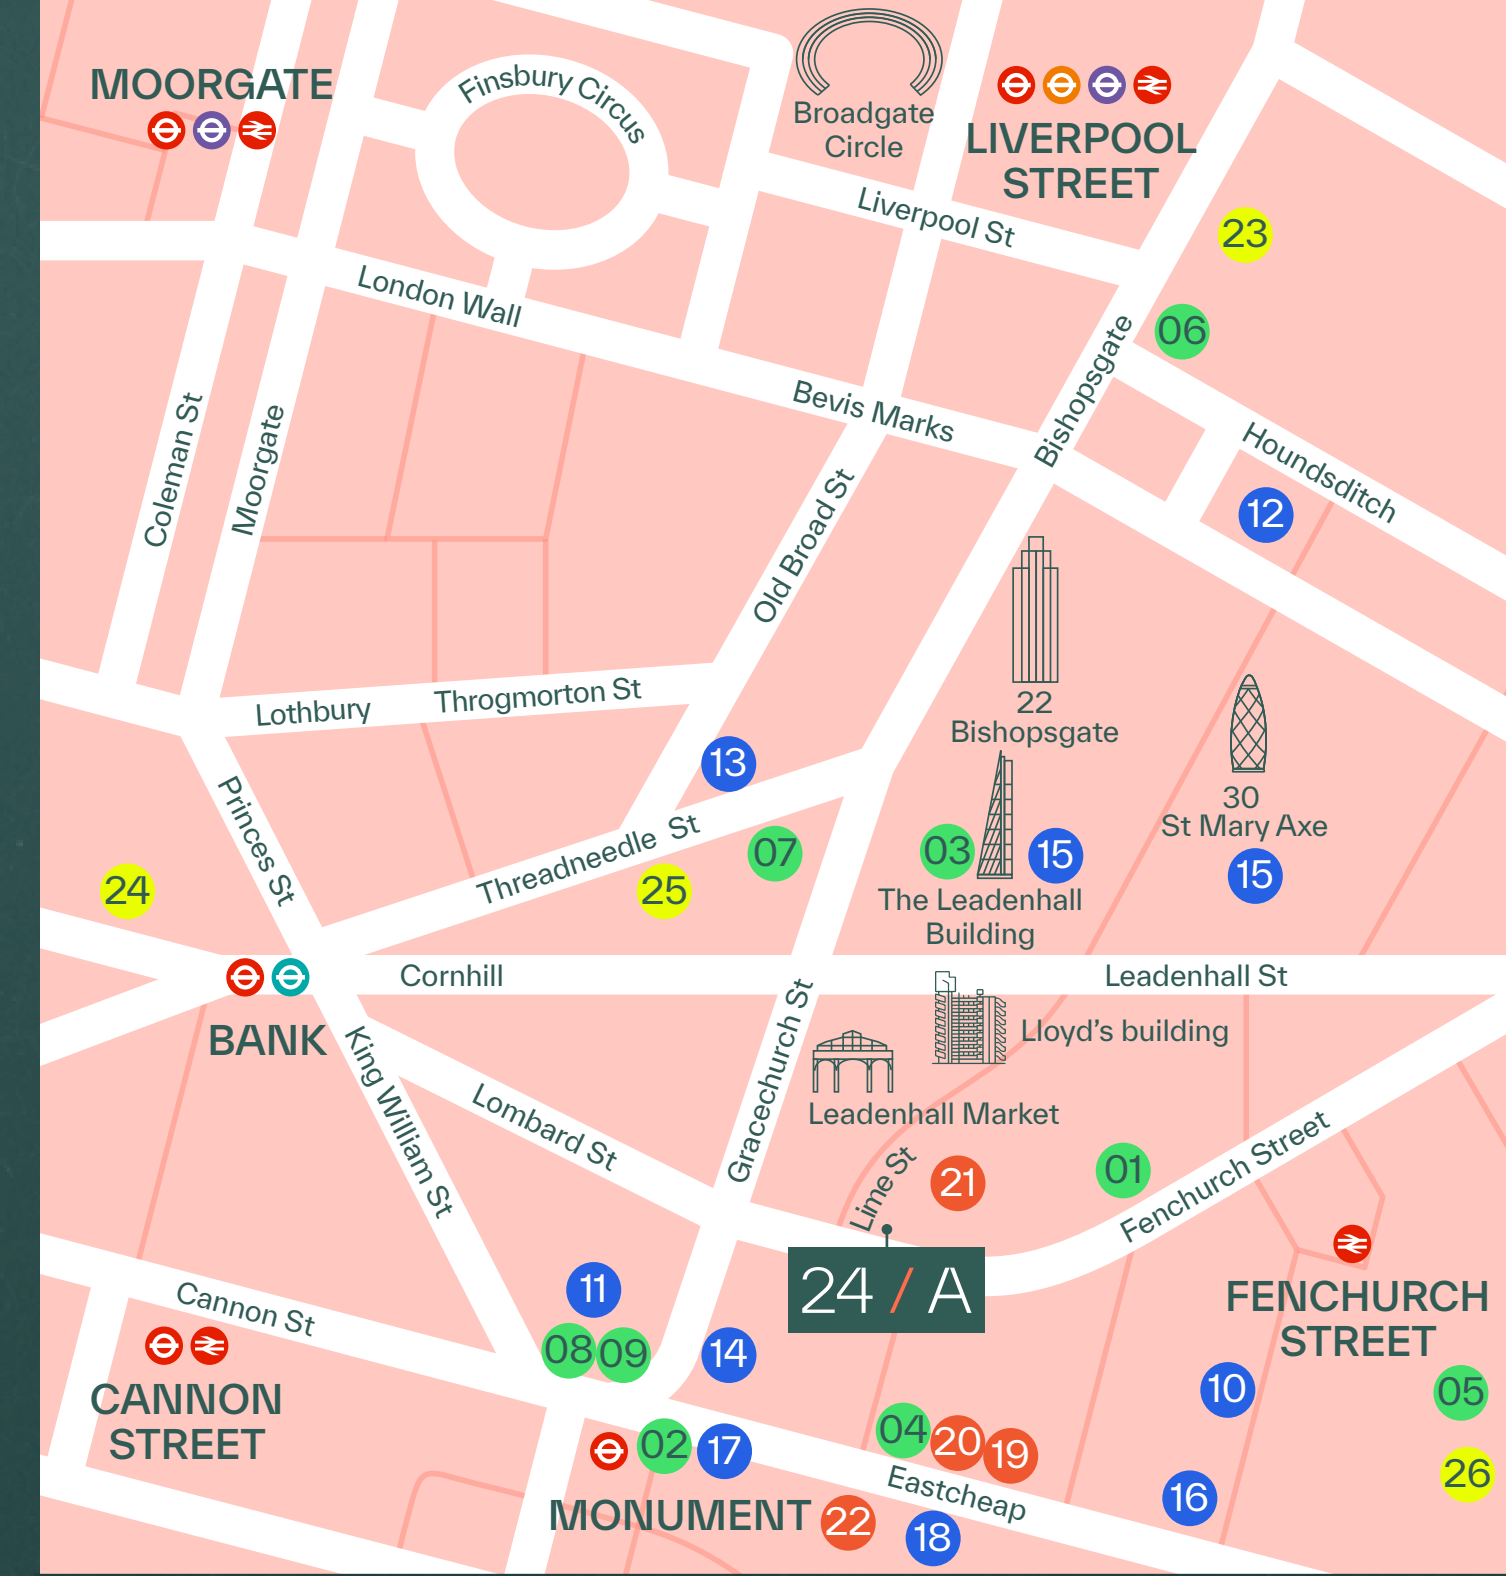 MOORGATE
Finsbury Circus
Broadgate
Circle
LIVERPOOL
STREET
Liverpool St
23
London Wall
06
Bishopsgate
Bevis Marks
Coleman St
Moorgate
Houndsditch
12
Old Broad St
Lothbury
Throgmorton St
22
Bishopsgate
13
30
St Mary Axe
Princes St
Threadneedle St
07
03
15
15
24
25
The Leadenhall
Building
Cornhill
Leadenhall St
BANK
King William St
Gracechurch St
Lloyd's building
Leadenhall Market
Lombard St
Lime St
21
01
Fenchurch Street
24 / A
11
Cannon St
FENCHURCH
STREET
08
09
14
CANNON
STREET
10
05
02
17
04
20
19
26
Eastcheap
16
MONUMENT
22
18